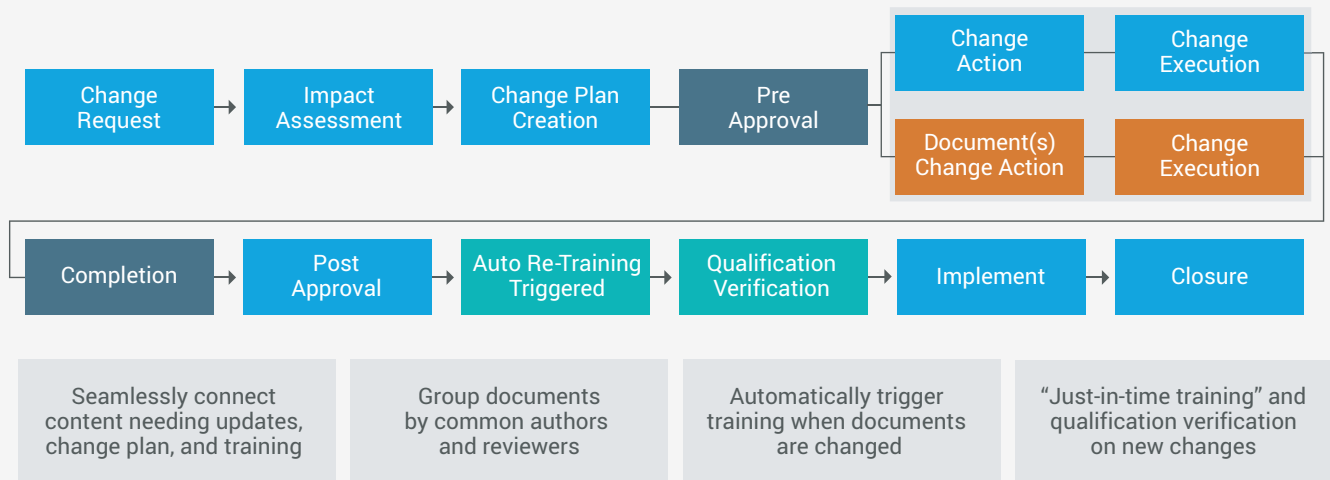 Change
Request
Impact
Assessment
Change Plan
Creation
Pre
Approval
Change
Action
Change
Execution
Document(s)
Change Action
Change
Execution
Completion
Post
Approval
Auto Re-Training
Triggered
Qualification
Verification
Implement
Closure
Seamlessly connect
content needing updates,
change plan, and training
Group documents
by common authors
and reviewers
Automatically trigger
training when documents
are changed
“Just-in-time training” and
qualification verification
on new changes